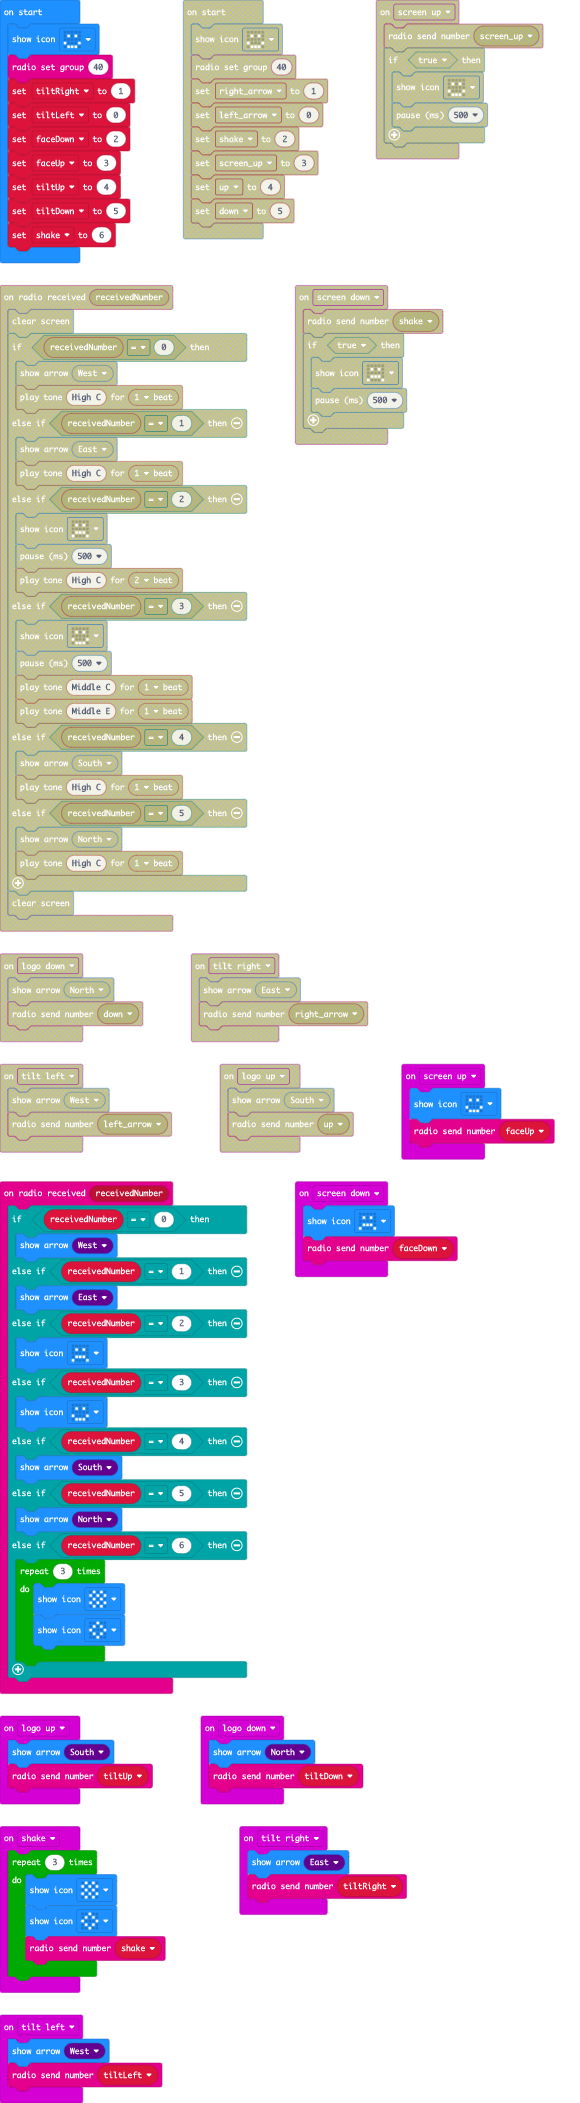 on start
show icon
radio set group 40
set tiltRight to 1
set tiltLeft to 0
set faceDown to 2
set faceUp to 3
set tiltUp to 4
set tiltDown to 5
set shake to 6
on start
show icon
radio set group 40
set right_arrow to 1
set left_arrow to 0
set shake to 2
set screen_up to 3
set up to 4
set down to 5
on screen up
radio send number screen_up
if true then
show icon
pause (ms) 500
on radio received receivedNumber
clear screen
if receivedNumber = 0 then
show arrow West
play tone High C for 1 beat
else if receivedNumber = 1 then
show arrow East
play tone High C for 1 beat
else if receivedNumber = 2 then
show icon
pause (ms) 500
play tone High C for 2 beat
else if receivedNumber = 3 then
show icon
pause (ms) 500
play tone Middle C for 1 beat
play tone Middle E for 1 beat
else if receivedNumber = 4 then
show arrow South
play tone High C for 1 beat
else if receivedNumber = 5 then
show arrow North
play tone High C for 1 beat
clear screen
on screen down
radio send number shake
if true then
show icon
pause (ms) 500
on logo down
show arrow North
radio send number down
on tilt right
show arrow East
radio send number right_arrow
on tilt left
show arrow West
radio send number left_arrow
on logo up
show arrow South
radio send number up
on screen up
show icon
radio send number faceUp
on radio received receivedNumber
if receivedNumber = 0 then
show arrow West
else if receivedNumber = 1 then
show arrow East
else if receivedNumber = 2 then
show icon
else if receivedNumber = 3 then
show icon
else if receivedNumber = 4 then
show arrow South
else if receivedNumber = 5 then
show arrow North
else if receivedNumber = 6 then
repeat 3 times
do
show icon
show icon
on screen down
show icon
radio send number faceDown
on logo up
show arrow South
radio send number tiltUp
on logo down
show arrow North
radio send number tiltDown
on shake
repeat 3 times
do
show icon
show icon
radio send number shake
on tilt right
show arrow East
radio send number tiltRight
on tilt left
show arrow West
radio send number tiltLeft